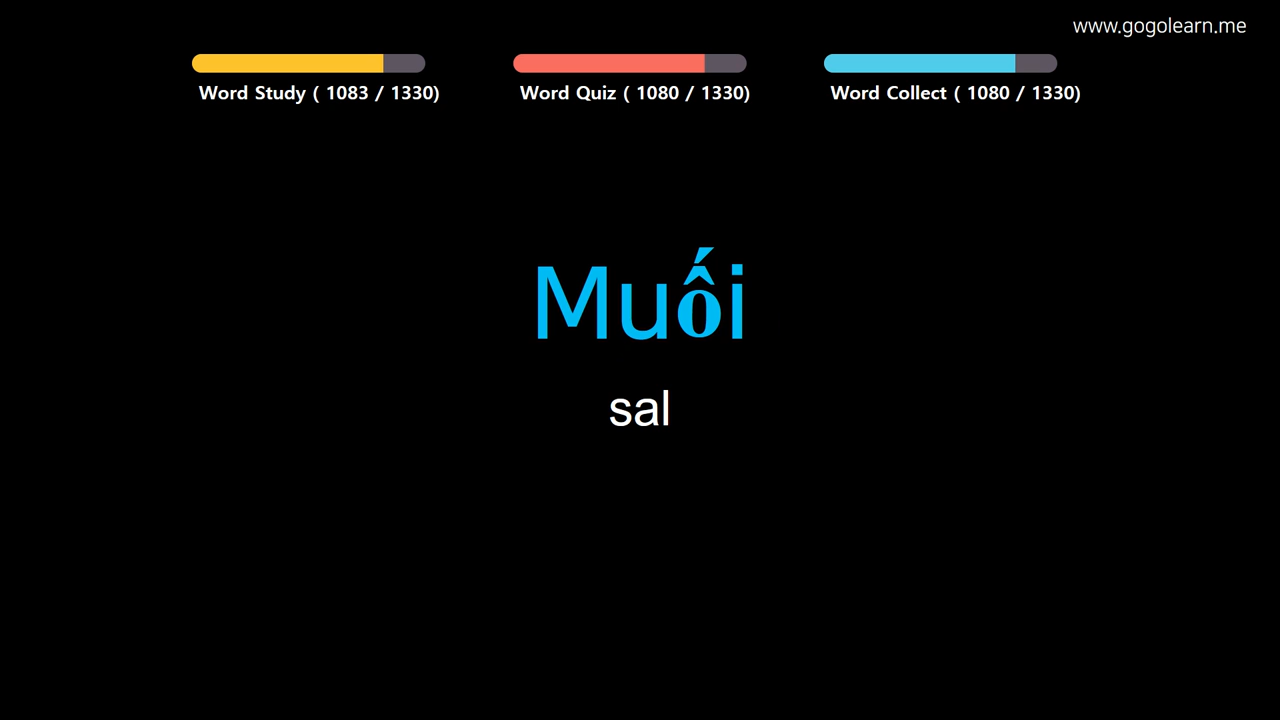 www.gogolearn.me
Word Study ( 1083 / 1330)
Word Quiz ( 1080 / 1330)
Word Collect ( 1080 / 1330)
Muối
sal